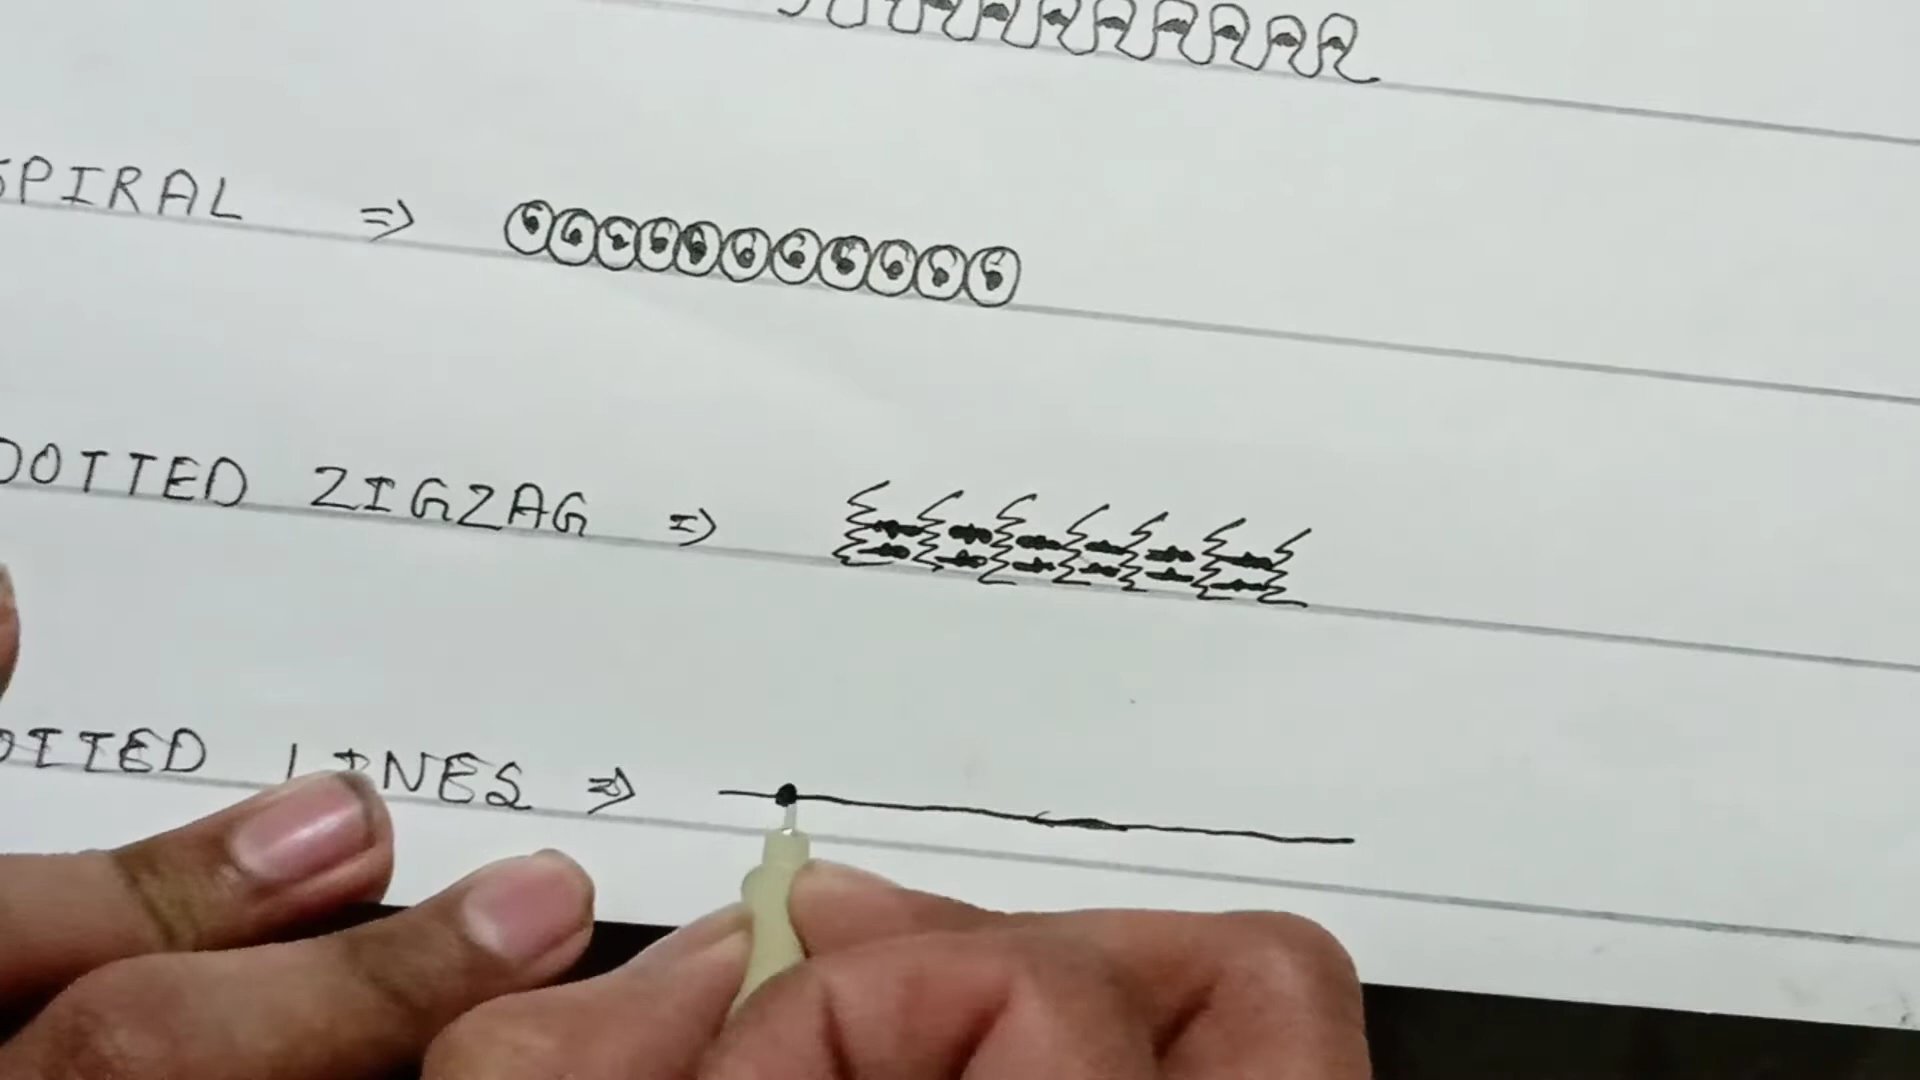 SPIRAL =>
DOTTED ZIGZAG =>
DOTTED LINES =>